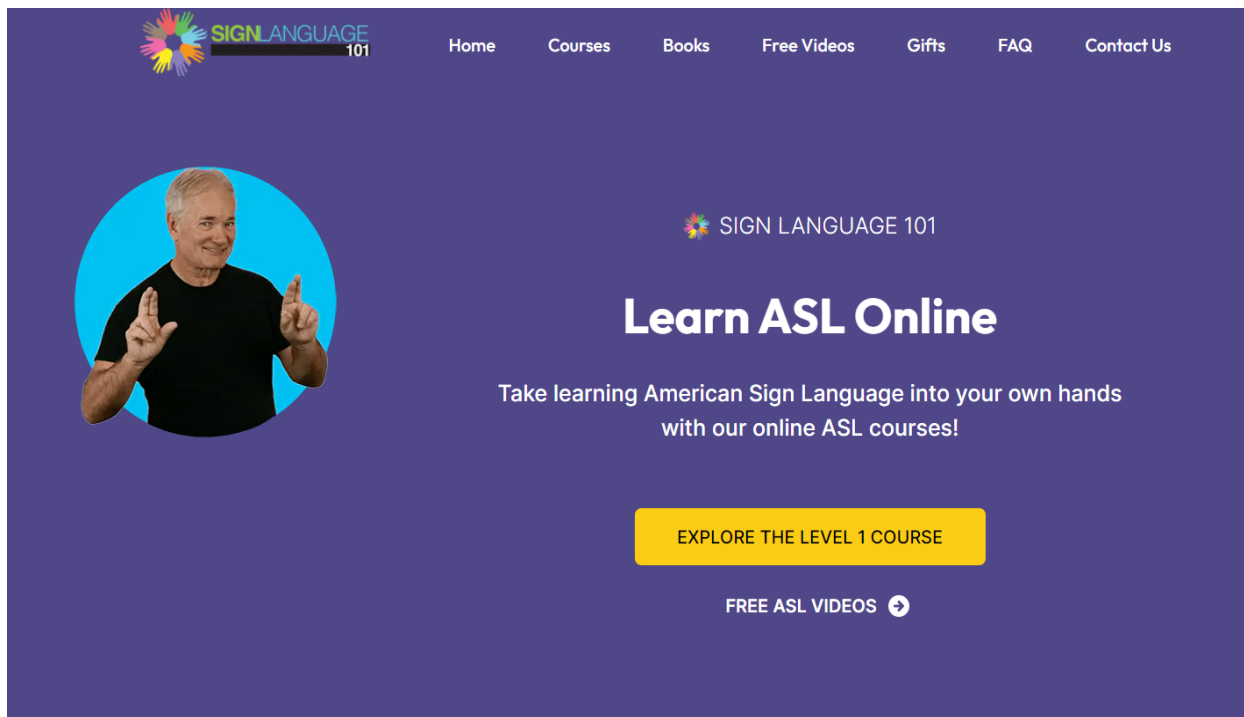 SIGNLANGUAGE
101
Home Courses Books Free Videos Gifts FAQ Contact Us
SIGN LANGUAGE 101
Learn ASL Online
Take learning American Sign Language into your own hands
with our online ASL courses!
EXPLORE THE LEVEL 1 COURSE
FREE ASL VIDEOS